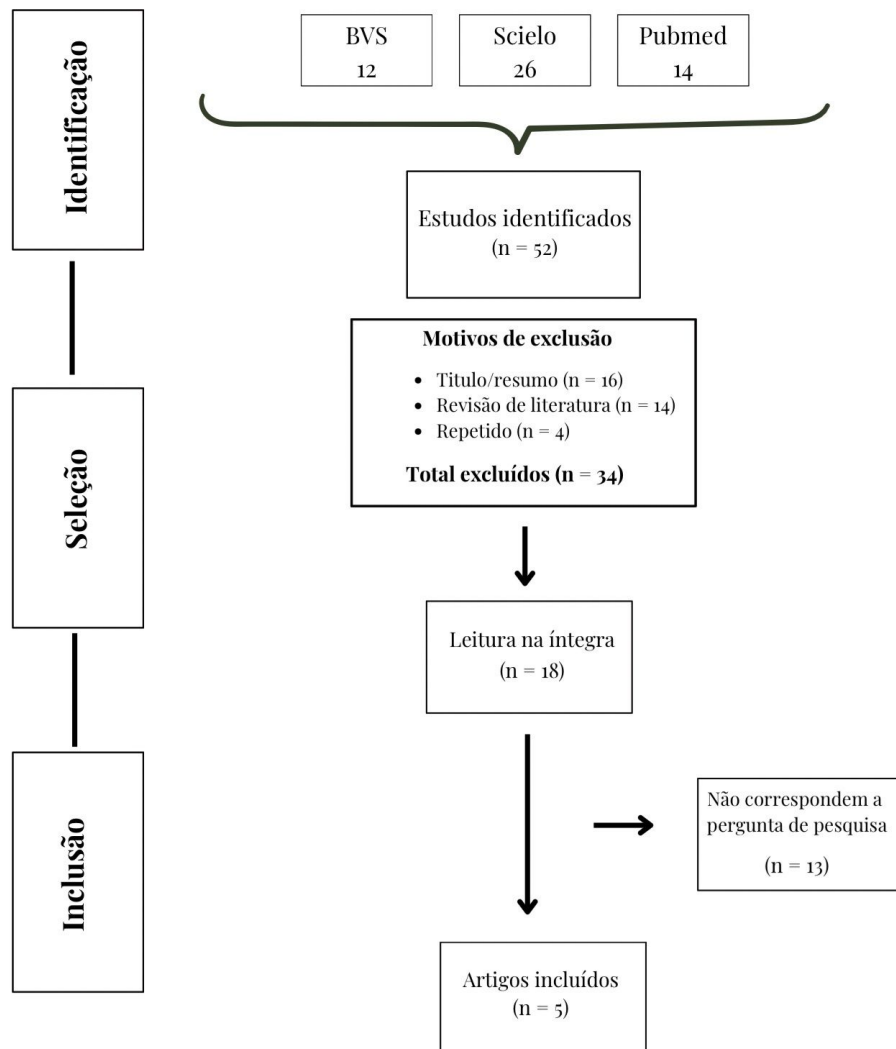 Identificação
BVS
12
Scielo
26
Pubmed
14
Estudos identificados
(n = 52)
Motivos de exclusão
• Titulo/resumo (n = 16)
• Revisão de literatura (n = 14)
• Repetido (n = 4)
Total excluídos (n = 34)
Seleção
Leitura na íntegra
(n = 18)
Inclusão
Não correspondem a
pergunta de pesquisa
(n = 13)
Artigos incluídos
(n = 5)